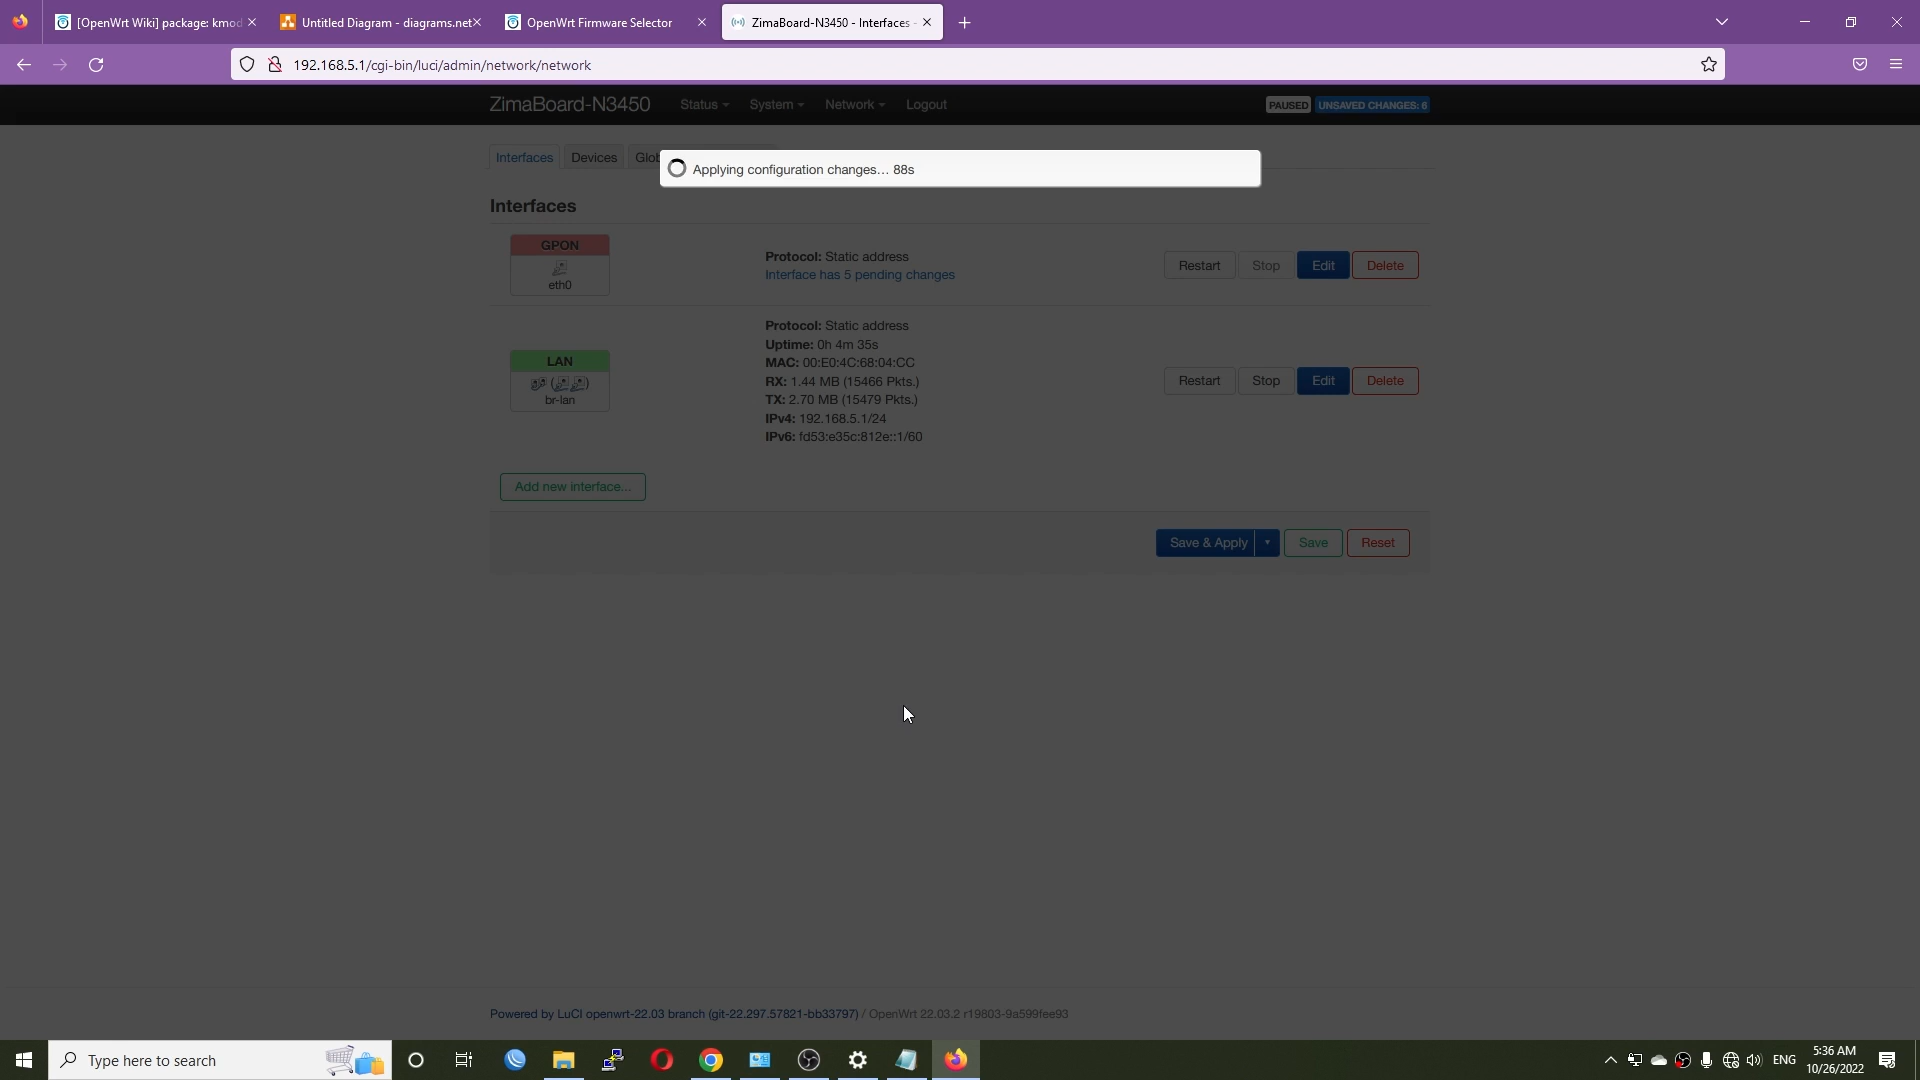 [OpenWrt Wiki] package: kmod
Untitled Diagram - diagrams.net
OpenWrt Firmware Selector
ZimaBoard-N3450 - Interfaces -
192.168.5.1/cgi-bin/luci/admin/network/network
ZimaBoard-N3450
Status
System
Network
Logout
PAUSED
UNSAVED CHANGES: 6
Interfaces
Devices
Glob
Applying configuration changes… 88s
Interfaces
GPON
eth0
Protocol: Static address
Interface has 5 pending changes
Restart
Stop
Edit
Delete
LAN
br-lan
Protocol: Static address
Uptime: 0h 4m 35s
MAC: 00:E0:4C:68:04:CC
RX: 1.44 MB (15466 Pkts.)
TX: 2.70 MB (15479 Pkts.)
IPv4: 192.168.5.1/24
IPv6: fd53:e35c:812e::1/60
Restart
Stop
Edit
Delete
Add new interface...
Save & Apply
Save
Reset
Powered by LuCI openwrt-22.03 branch (git-22.297.57821-bb33797) / OpenWrt 22.03.2 r19803-9a599fee93
Type here to search
ENG
5:36 AM
10/26/2022